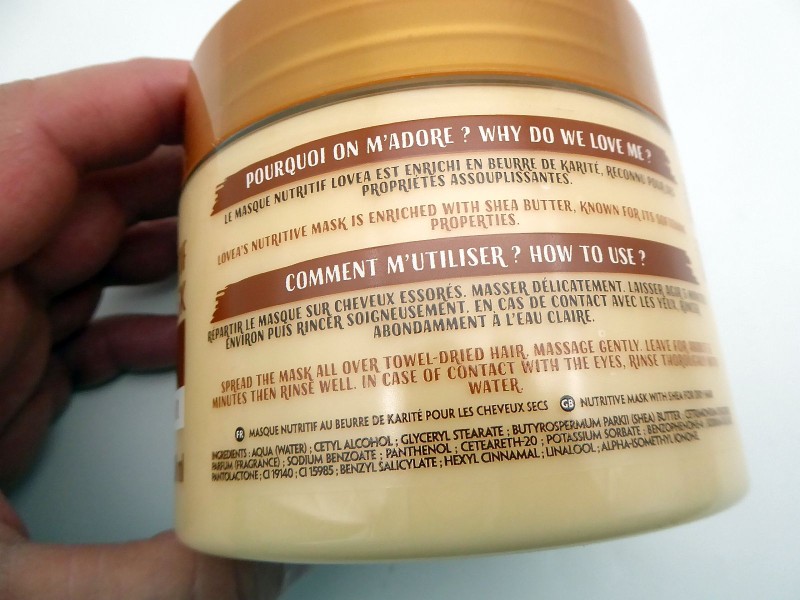 POURQUOI ON M'ADORE ? WHY DO WE LOVE ME ?
LE MASQUE NUTRITIF LOVEA EST ENRICHI EN BEURRE DE KARITÉ, RECONNU POUR
PROPRIÉTÉS ASSOUPLISSANTES.
LOVEA'S NUTRITIVE MASK IS ENRICHED WITH SHEA BUTTER, KNOWN FOR ITS
PROPERTIES.
COMMENT M'UTILISER ? HOW TO USE ?
RÉPARTIR LE MASQUE SUR CHEVEUX ESSORÉS. MASSER DÉLICATEMENT. LAISSER AGIR
ENVIRON PUIS RINCER SOIGNEUSEMENT. EN CAS DE CONTACT AVEC LES YEUX, RINCER
ABONDAMMENT À L'EAU CLAIRE.
SPREAD THE MASK ALL OVER TOWEL-DRIED HAIR. MASSAGE GENTLY. LEAVE FOR
MINUTES THEN RINSE WELL. IN CASE OF CONTACT WITH THE EYES, RINSE THOROUGHLY
WATER.
FR MASQUE NUTRITIF AU BEURRE DE KARITÉ POUR LES CHEVEUX SECS GB NUTRITIVE MASK WITH SHEA FOR DRY HAIR
INGREDIENTS : AQUA (WATER) ; CETYL ALCOHOL ; GLYCERYL STEARATE ; BUTYROSPERMUM PARKII (SHEA) BUTTER ;
PARFUM (FRAGRANCE) ; SODIUM BENZOATE ; PANTHENOL ; CETEARETH-20 ; POTASSIUM SORBATE ;
PANTOLACTONE ; CI 19140 ; CI 15985 ; BENZYL SALICYLATE ; HEXYL CINNAMAL ; LINALOOL ; ALPHA-ISOMETHYL IONONE.